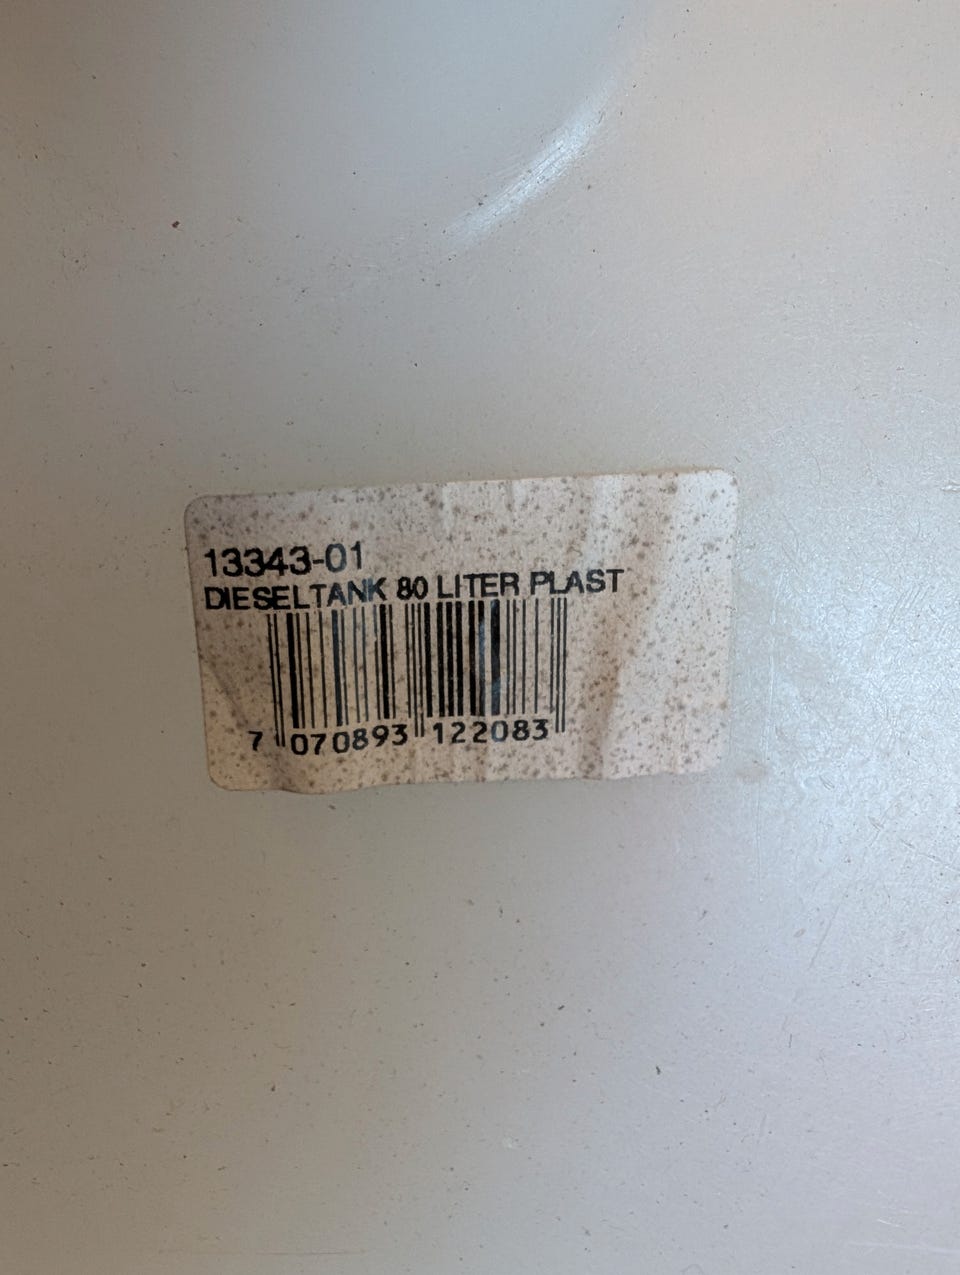 13343-01
DIESELTANK 80 LITER PLAST
7 070893 122083